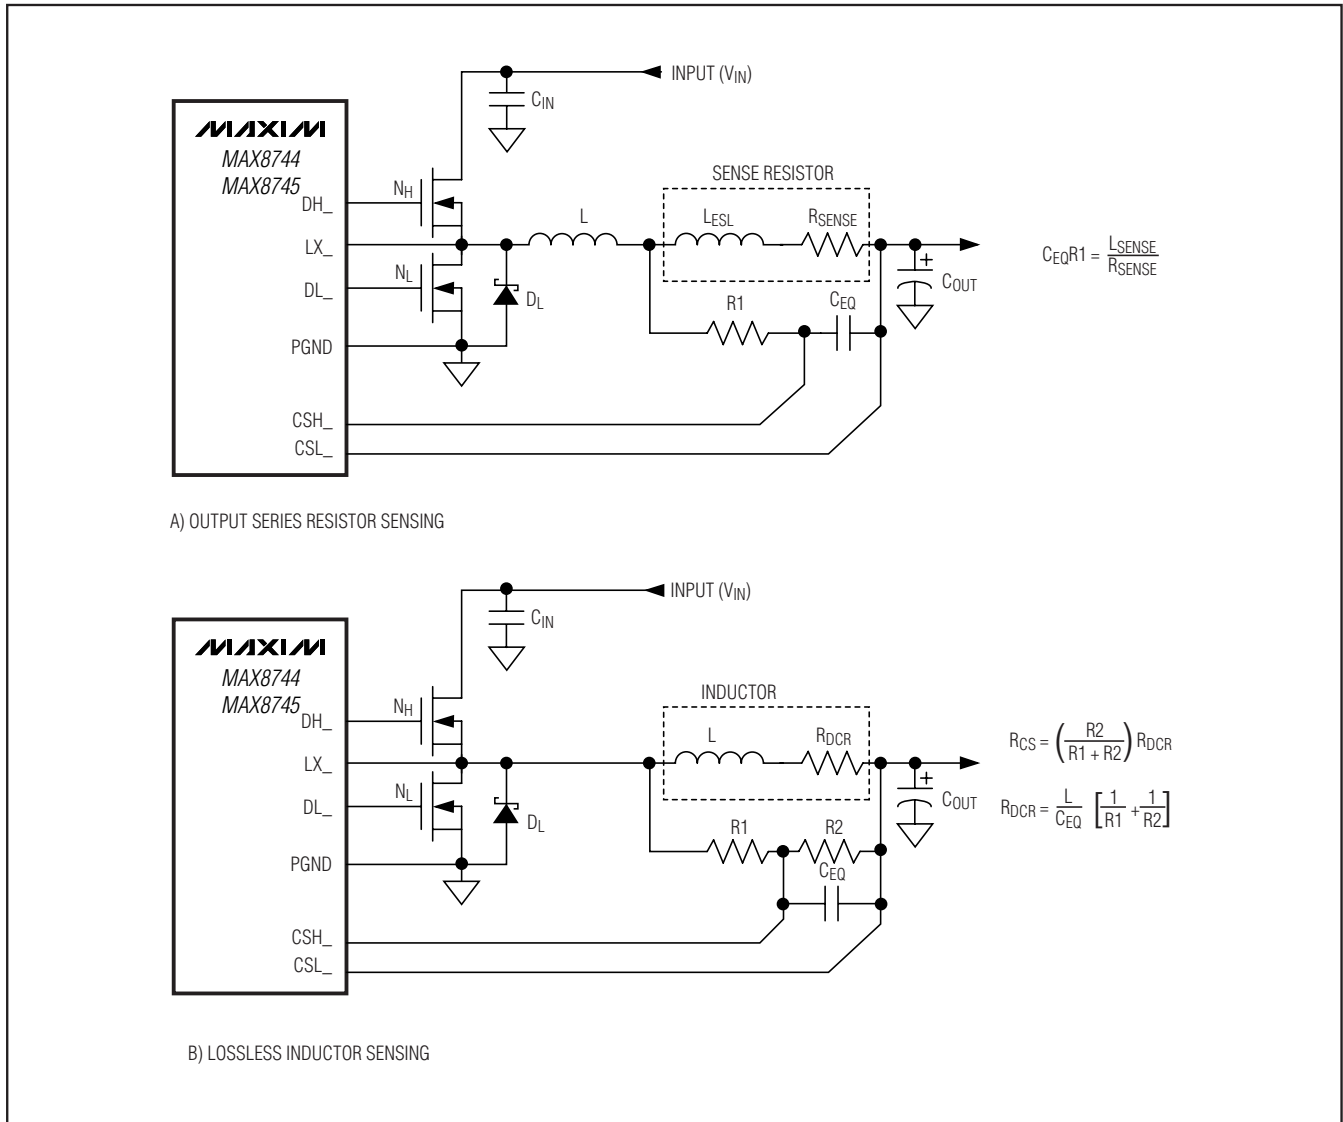 INPUT (VIN)
CIN
MAXIM
MAX8744
MAX8745
DH_
NH
SENSE RESISTOR
L
LESL
RSENSE
LX_
CEQR1 = LSENSE / RSENSE
NL
DL_
DL
+
COUT
R1
CEQ
PGND
CSH_
CSL_
A) OUTPUT SERIES RESISTOR SENSING
INPUT (VIN)
CIN
MAXIM
MAX8744
MAX8745
DH_
NH
INDUCTOR
L
RDCR
RCS = (R2 / R1 + R2) RDCR
LX_
NL
DL_
DL
+
COUT
RDCR = L / CEQ [1 / R1 + 1 / R2]
R1
R2
CEQ
PGND
CSH_
CSL_
B) LOSSLESS INDUCTOR SENSING